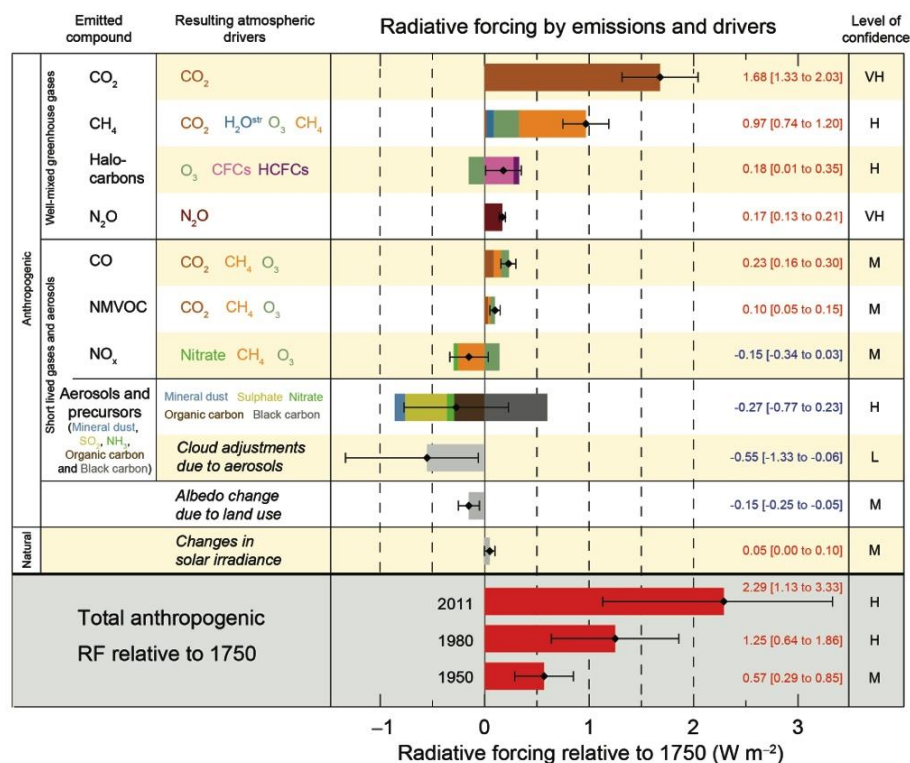 Emitted compound
Resulting atmospheric drivers
Radiative forcing by emissions and drivers
Level of confidence
Anthropogenic
Well-mixed greenhouse gases
CO₂
CO₂
1.68 [1.33 to 2.03]
VH
CH₄
CO₂ H₂Oˢᵗʳ O₃ CH₄
0.97 [0.74 to 1.20]
H
Halo-
carbons
O₃ CFCs HCFCs
0.18 [0.01 to 0.35]
H
N₂O
N₂O
0.17 [0.13 to 0.21]
VH
Short lived gases and aerosols
CO
CO₂ CH₄ O₃
0.23 [0.16 to 0.30]
M
NMVOC
CO₂ CH₄ O₃
0.10 [0.05 to 0.15]
M
NOₓ
Nitrate CH₄ O₃
-0.15 [-0.34 to 0.03]
M
Aerosols and
precursors
(Mineral dust,
SO₂, NH₃,
Organic carbon
and Black carbon)
Mineral dust Sulphate Nitrate
Organic carbon Black carbon
-0.27 [-0.77 to 0.23]
H
Cloud adjustments
due to aerosols
-0.55 [-1.33 to -0.06]
L
Albedo change
due to land use
-0.15 [-0.25 to -0.05]
M
Natural
Changes in
solar irradiance
0.05 [0.00 to 0.10]
M
Total anthropogenic
RF relative to 1750
2011
2.29 [1.13 to 3.33]
H
1980
1.25 [0.64 to 1.86]
H
1950
0.57 [0.29 to 0.85]
M
−1 0 1 2 3
Radiative forcing relative to 1750 (W m⁻²)